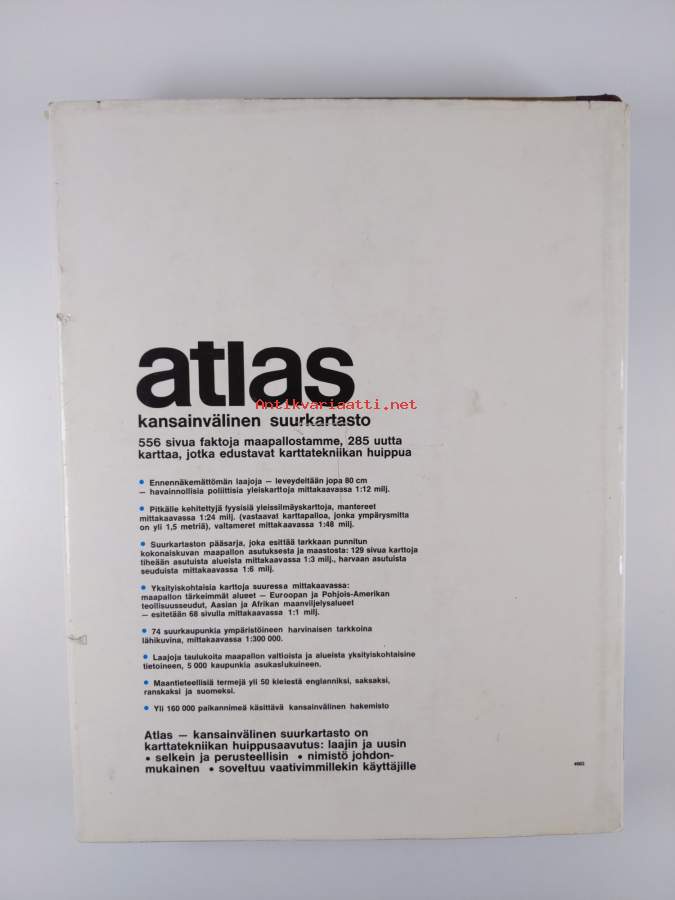 atlas
Antikvariaatti.net
kansainvälinen suurkartasto
556 sivua faktoja maapallostamme, 285 uutta
karttaa, jotka edustavat karttatekniikan huippua
• Ennennäkemättömän laajoja — leveydeltään jopa 80 cm
— havainnollisia poliittisia yleiskarttoja mittakaavassa 1:12 milj.
• Pitkälle kehitettyjä fyysisiä yleissilmäyskarttoja, mantereet
mittakaavassa 1:24 milj. (vastaavat karttapalloa, jonka ympärysmitta
on yli 1,5 metriä), valtameret mittakaavassa 1:48 milj.
• Suurkartaston pääsarja, joka esittää tarkkaan punnitun
kokonaiskuvan maapallon asutuksesta ja maastosta: 129 sivua karttoja
tiheään asutuista alueista mittakaavassa 1:3 milj., harvaan asutuista
seuduista mittakaavassa 1:6 milj.
• Yksityiskohtaisia karttoja suuressa mittakaavassa:
maapallon tärkeimmät alueet — Euroopan ja Pohjois-Amerikan
teollisuusseudut, Aasian ja Afrikan maanviljelysalueet
— esitetään 68 sivulla mittakaavassa 1:1 milj.
• 74 suurkaupunkia ympäristöineen harvinaisen tarkkoina
lähikuvina, mittakaavassa 1:300 000.
• Laajoja taulukoita maapallon valtioista ja alueista yksityiskohtaisine
tietoineen, 5 000 kaupunkia asukaslukuineen.
• Maantieteellisiä termejä yli 50 kielestä englanniksi, saksaksi,
ranskaksi ja suomeksi.
• Yli 160 000 paikannimeä käsittävä kansainvälinen hakemisto
Atlas — kansainvälinen suurkartasto on
karttatekniikan huippusaavutus: laajin ja uusin
• selkein ja perusteellisin • nimistö johdon-
mukainen • soveltuu vaativimmillekin käyttäjille